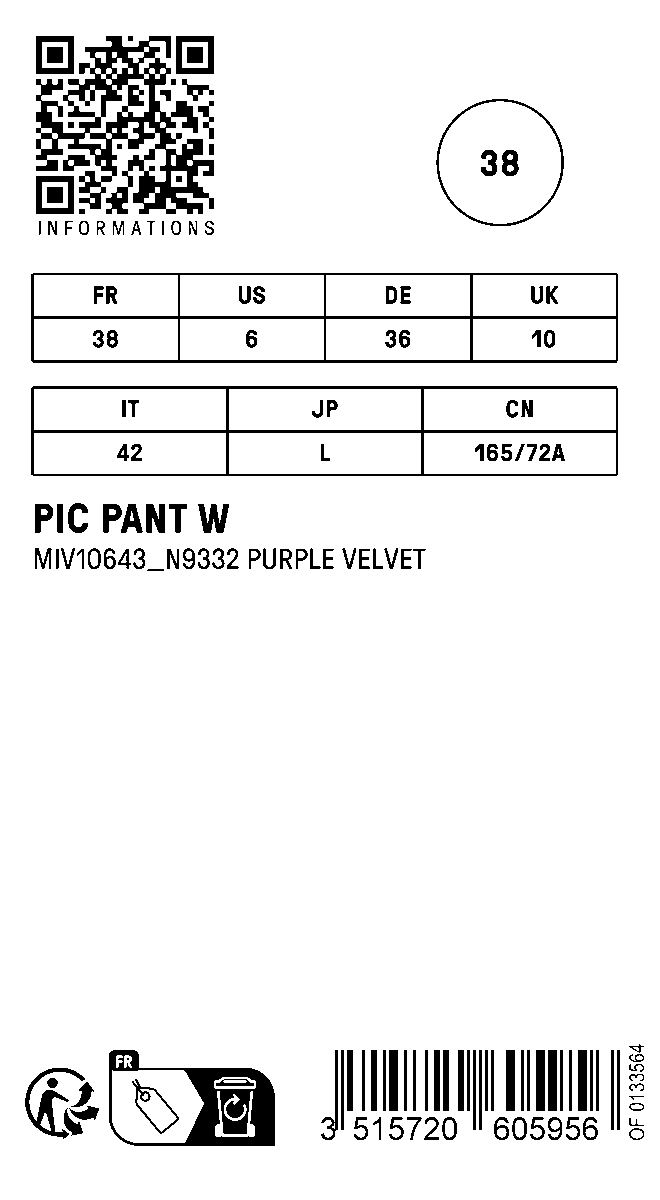 INFORMATIONS
38
FR US DE UK
38 6 36 10
IT JP CN
42 L 165/72A
PIC PANT W
MIV10643_N9332 PURPLE VELVET
FR
3 515720 605956
OF 0133564